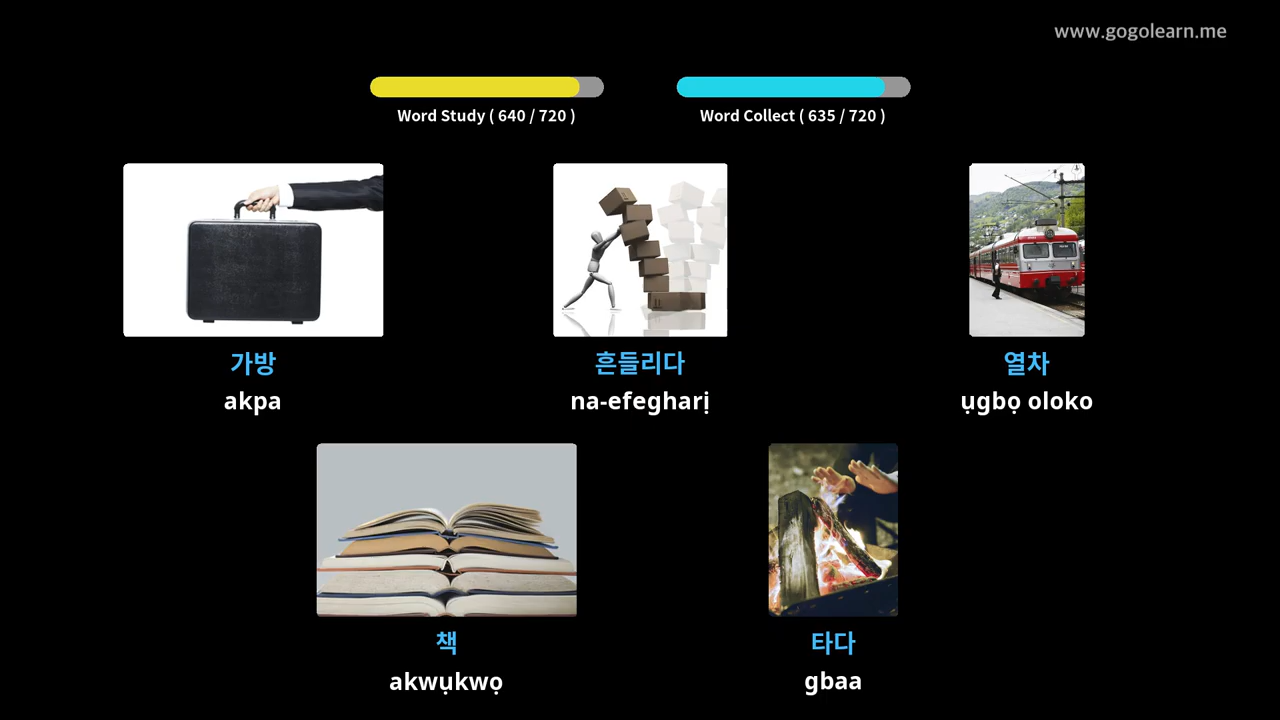 www.gogolearn.me
Word Study ( 640 / 720 )
Word Collect ( 635 / 720 )
가방
akpa
흔들리다
na-efegharị
열차
ụgbọ oloko
책
akwụkwọ
타다
gbaa